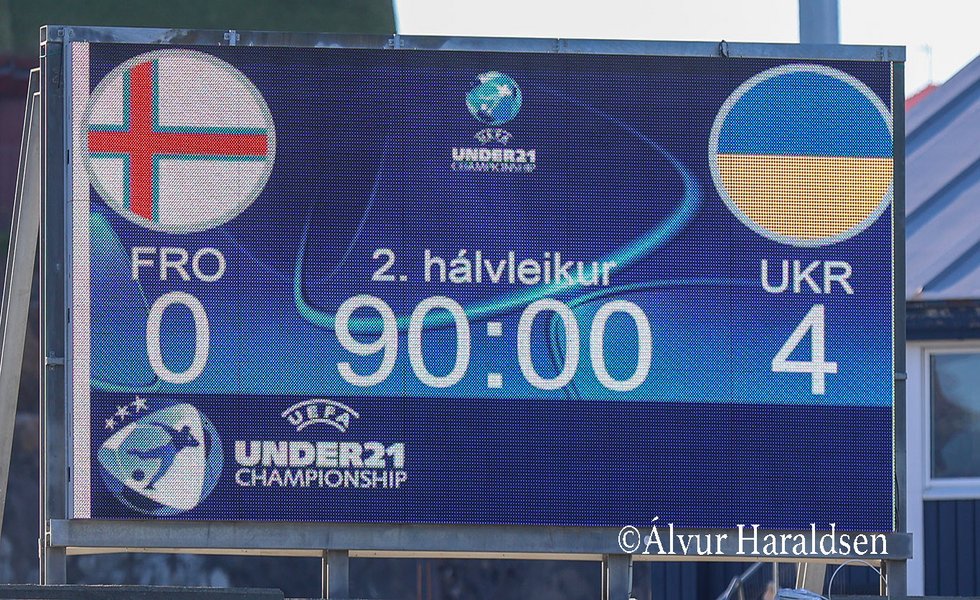 UEFA
UNDER21
CHAMPIONSHIP
FRO
2. hálvleikur
UKR
0
90:00
4
UEFA
UNDER21
CHAMPIONSHIP
©Álvur Haraldsen